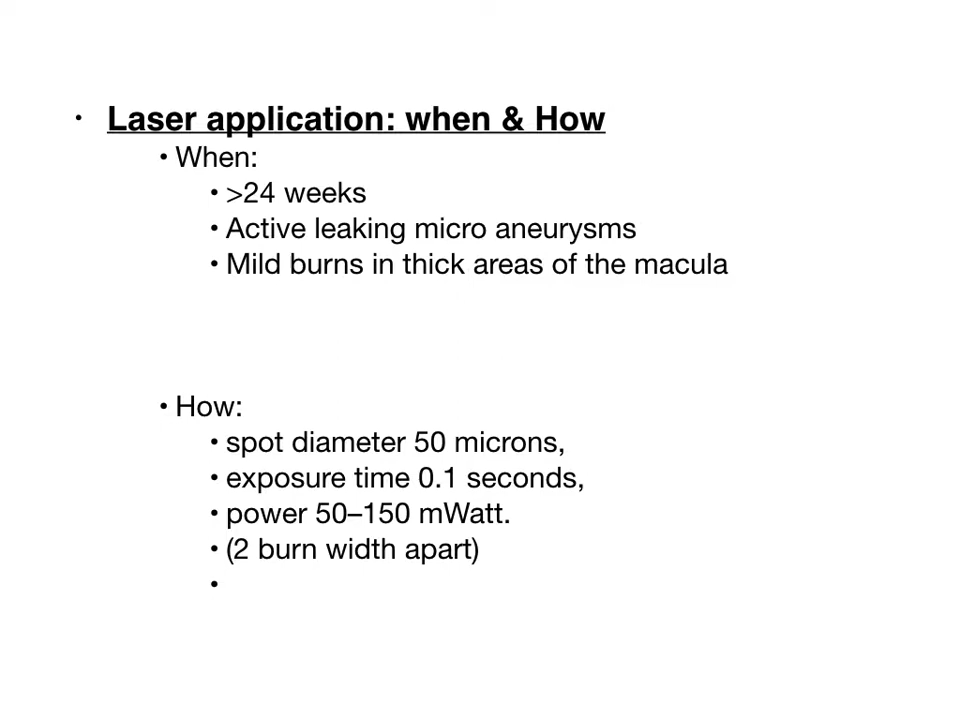 • Laser application: when & How
• When:
• >24 weeks
• Active leaking micro aneurysms
• Mild burns in thick areas of the macula
• How:
• spot diameter 50 microns,
• exposure time 0.1 seconds,
• power 50–150 mWatt.
• (2 burn width apart)
•